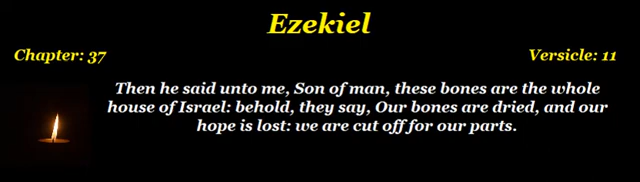 Ezekiel
Chapter: 37 Versicle: 11
Then he said unto me, Son of man, these bones are the whole
house of Israel: behold, they say, Our bones are dried, and our
hope is lost: we are cut off for our parts.